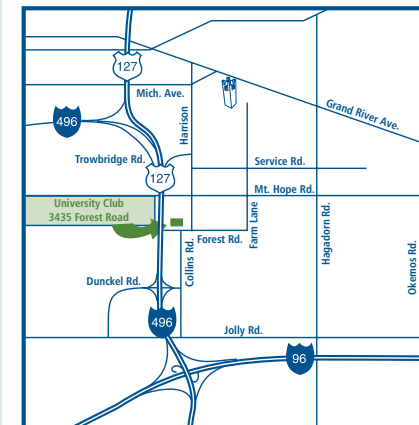 127
Mich. Ave.
496
Harrison
Grand River Ave.
Trowbridge Rd.
Service Rd.
127
Mt. Hope Rd.
University Club
3435 Forest Road
Farm Lane
Hagadorn Rd.
Forest Rd.
Collins Rd.
Okemos Rd.
Dunckel Rd.
496
Jolly Rd.
96